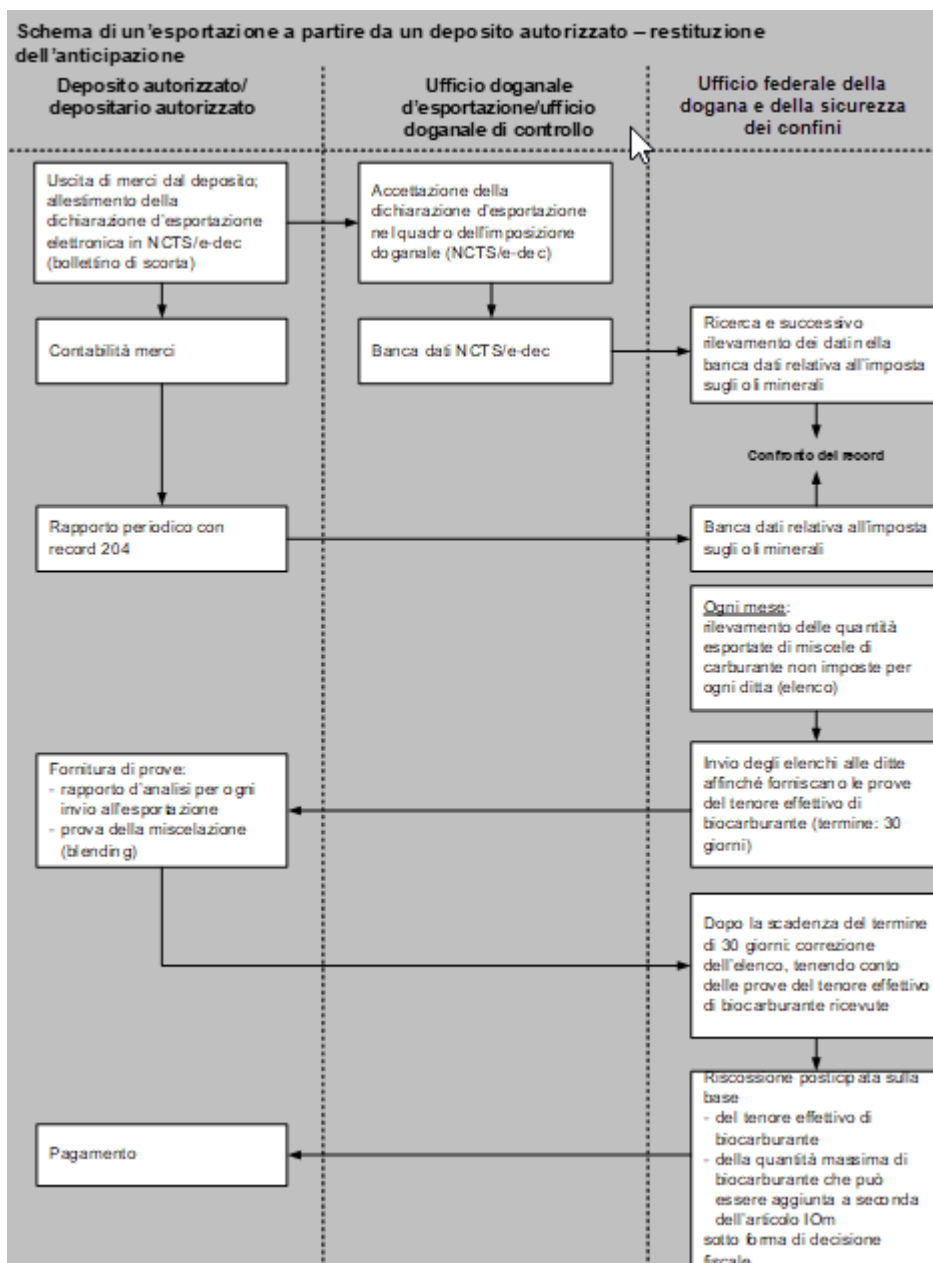 Schema di un'esportazione a partire da un deposito autorizzato – restituzione
dell'anticipazione
Deposito autorizzato/
depositario autorizzato
Ufficio doganale
d'esportazione/ufficio
doganale di controllo
Ufficio federale della
dogana e della sicurezza
dei confini
Uscita di merci dal deposito;
allestimento della
dichiarazione d'esportazione
elettronica in NCTS/e-dec
(bollettino di scorta)
Accettazione della
dichiarazione d'esportazione
nel quadro dell'imposizione
doganale (NCTS/e-dec)
Contabilità merci
Banca dati NCTS/e-dec
Ricerca e successivo
rilevamento dei dati nella
banca dati relativa all'imposta
sugli oli minerali
Confronto dei record
Rapporto periodico con
record 204
Banca dati relativa all'imposta
sugli oli minerali
Ogni mese:
rilevamento delle quantità
esportate di miscele di
carburante non imposte per
ogni ditta (elenco)
Fornitura di prove:
- rapporto d'analisi per ogni
invio all'esportazione
- prova della miscelazione
(blending)
Invio degli elenchi alle ditte
affinché forniscano le prove
del tenore effettivo di
biocarburante (termine: 30
giorni)
Dopo la scadenza del termine
di 30 giorni: correzione
dell'elenco, tenendo conto
delle prove del tenore effettivo
di biocarburante ricevute
Pagamento
Riscossione posticipata sulla
base
- del tenore effettivo di
biocarburante
- della quantità massima di
biocarburante che può
essere aggiunta a seconda
dell'articolo IOm
sotto forma di decisione
fiscale